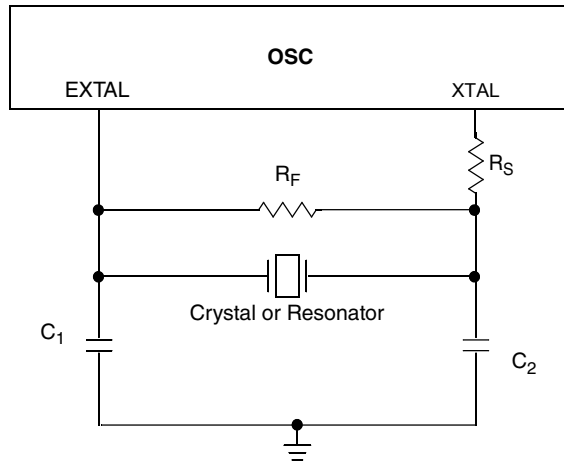 OSC
EXTAL
XTAL
R_S
R_F
Crystal or Resonator
C_1
C_2